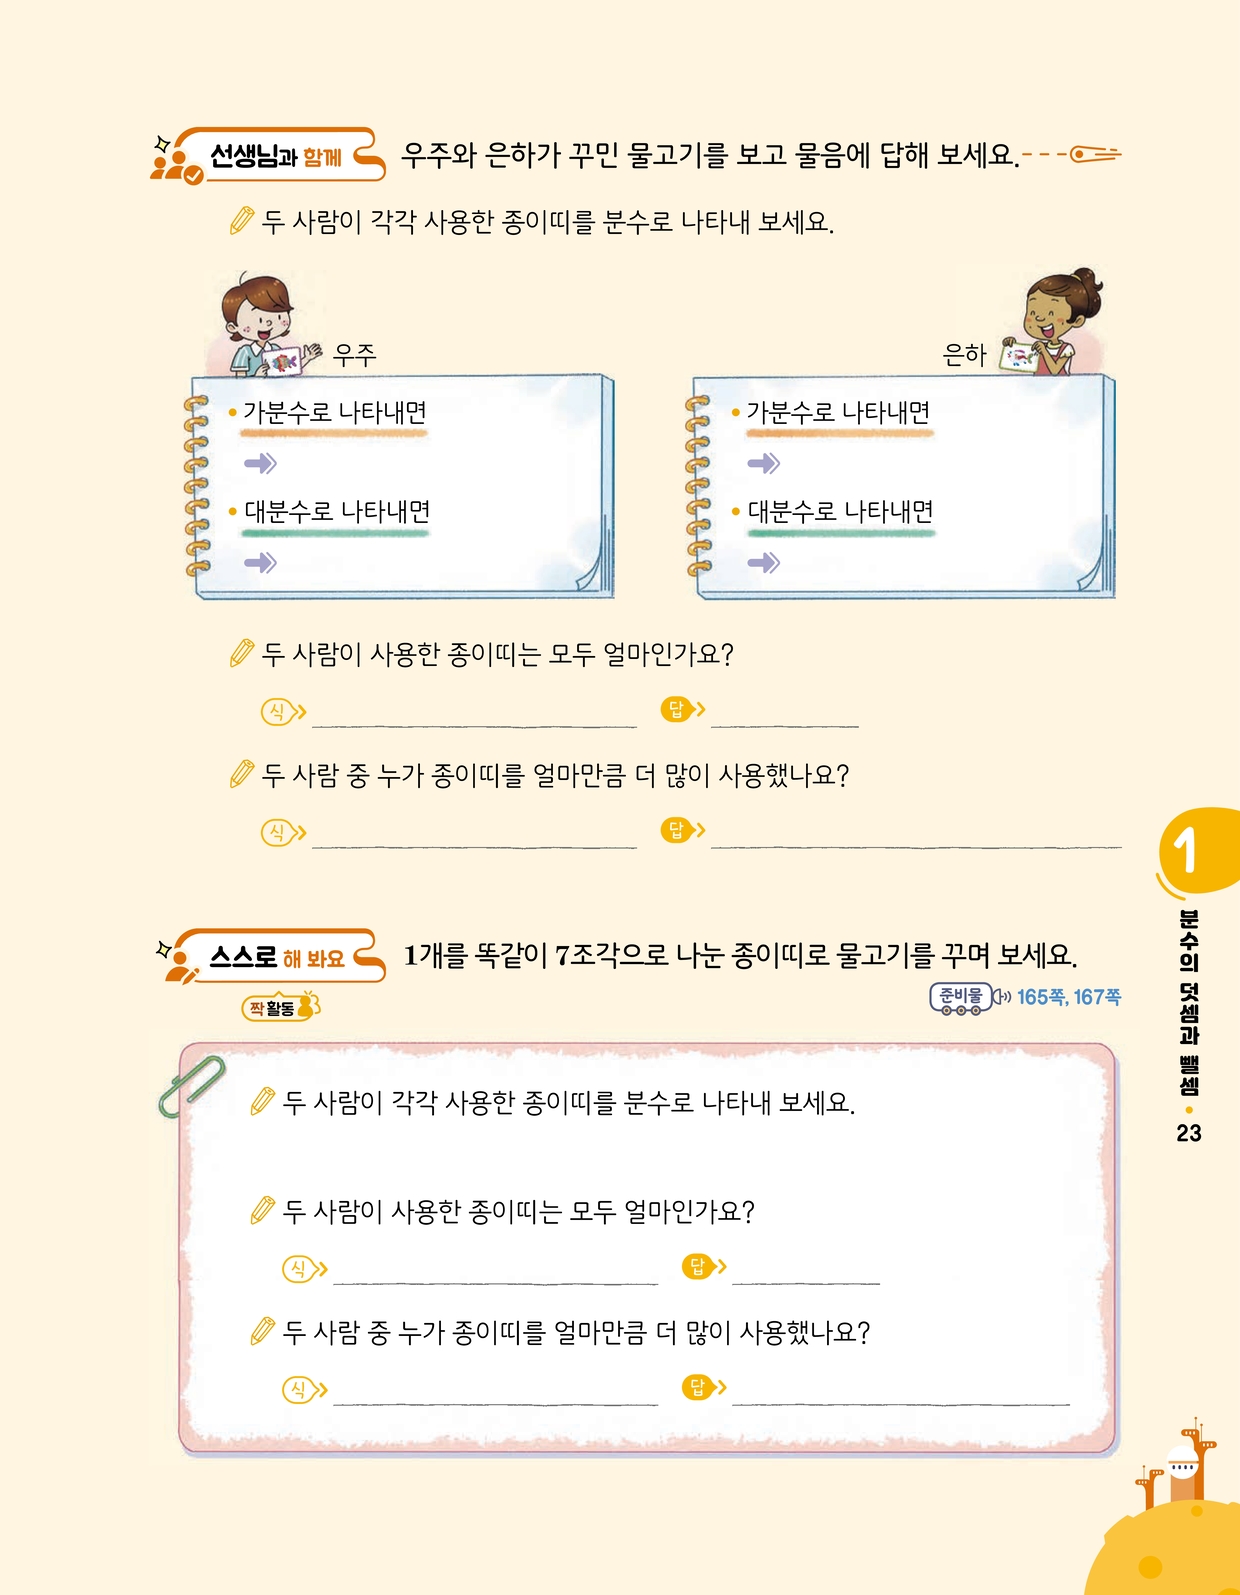 선생님과 함께
우주와 은하가 꾸민 물고기를 보고 물음에 답해 보세요.
두 사람이 각각 사용한 종이띠를 분수로 나타내 보세요.
우주
은하
• 가분수로 나타내면
• 대분수로 나타내면
• 가분수로 나타내면
• 대분수로 나타내면
두 사람이 사용한 종이띠는 모두 얼마인가요?
식 답
두 사람 중 누가 종이띠를 얼마만큼 더 많이 사용했나요?
식 답
1
분수의 덧셈과 뺄셈 • 23
스스로 해 봐요
1개를 똑같이 7조각으로 나눈 종이띠로 물고기를 꾸며 보세요.
짝 활동
준비물 165쪽, 167쪽
두 사람이 각각 사용한 종이띠를 분수로 나타내 보세요.
두 사람이 사용한 종이띠는 모두 얼마인가요?
식 답
두 사람 중 누가 종이띠를 얼마만큼 더 많이 사용했나요?
식 답